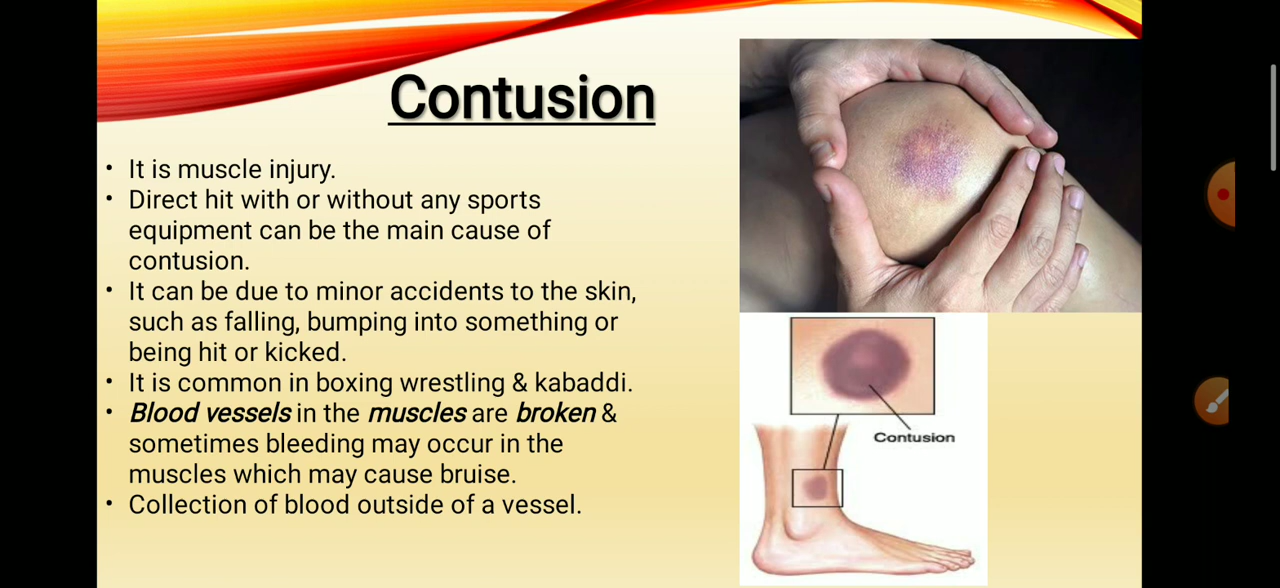 Contusion
• It is muscle injury.
• Direct hit with or without any sports
equipment can be the main cause of
contusion.
• It can be due to minor accidents to the skin,
such as falling, bumping into something or
being hit or kicked.
• It is common in boxing wrestling & kabaddi.
• Blood vessels in the muscles are broken &
sometimes bleeding may occur in the
muscles which may cause bruise.
• Collection of blood outside of a vessel.
Contusion